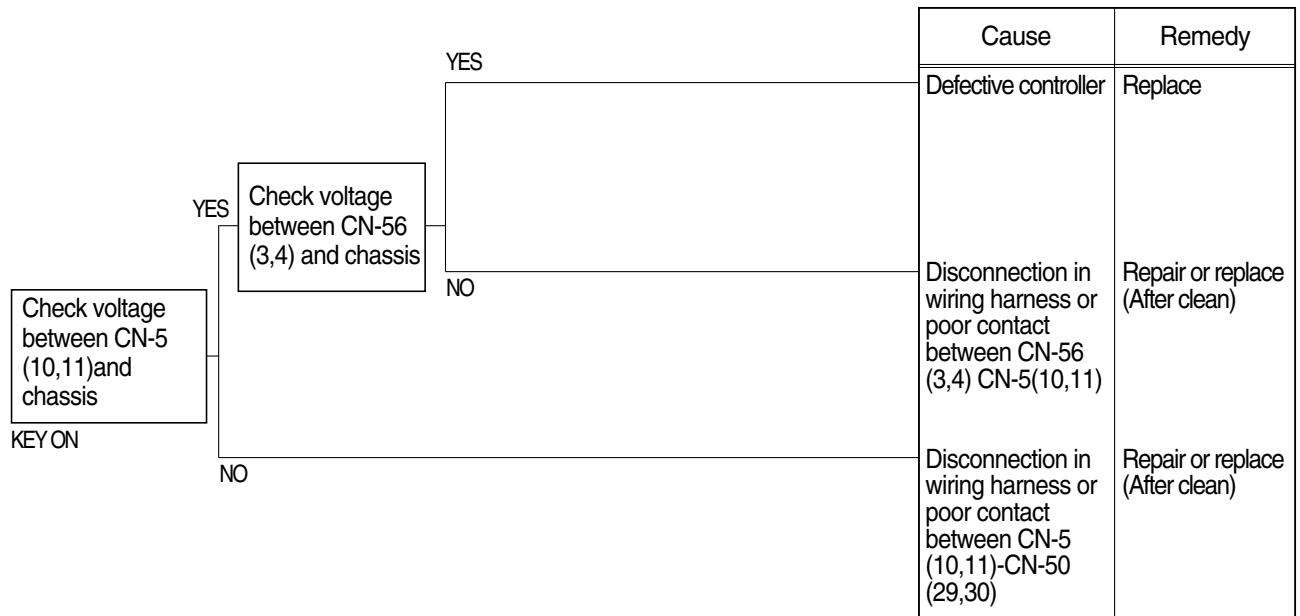 Cause Remedy
YES
Defective controller Replace
YES
Check voltage
between CN-56
(3,4) and chassis
NO
Disconnection in Repair or replace
wiring harness or (After clean)
poor contact
between CN-56
(3,4) CN-5(10,11)
Check voltage
between CN-5
(10,11)and
chassis
KEY ON
NO
Disconnection in Repair or replace
wiring harness or (After clean)
poor contact
between CN-5
(10,11)-CN-50
(29,30)